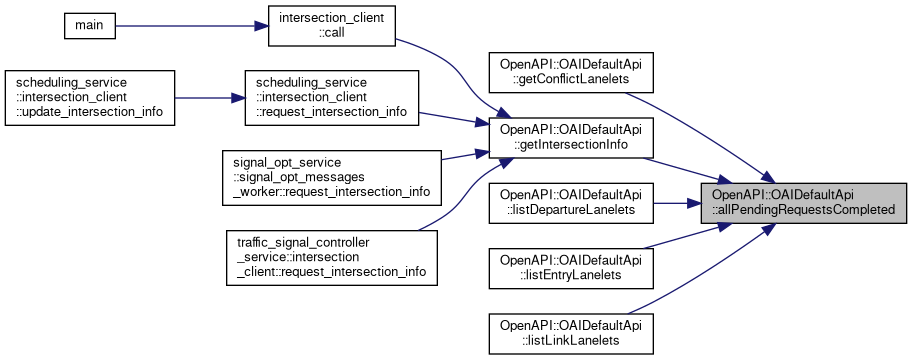 main
intersection_client
::call
scheduling_service
::intersection_client
::update_intersection_info
scheduling_service
::intersection_client
::request_intersection_info
signal_opt_service
::signal_opt_messages
_worker::request_intersection_info
traffic_signal_controller
_service::intersection
_client::request_intersection_info
OpenAPI::OAIDefaultApi
::getConflictLanelets
OpenAPI::OAIDefaultApi
::getIntersectionInfo
OpenAPI::OAIDefaultApi
::listDepartureLanelets
OpenAPI::OAIDefaultApi
::listEntryLanelets
OpenAPI::OAIDefaultApi
::listLinkLanelets
OpenAPI::OAIDefaultApi
::allPendingRequestsCompleted